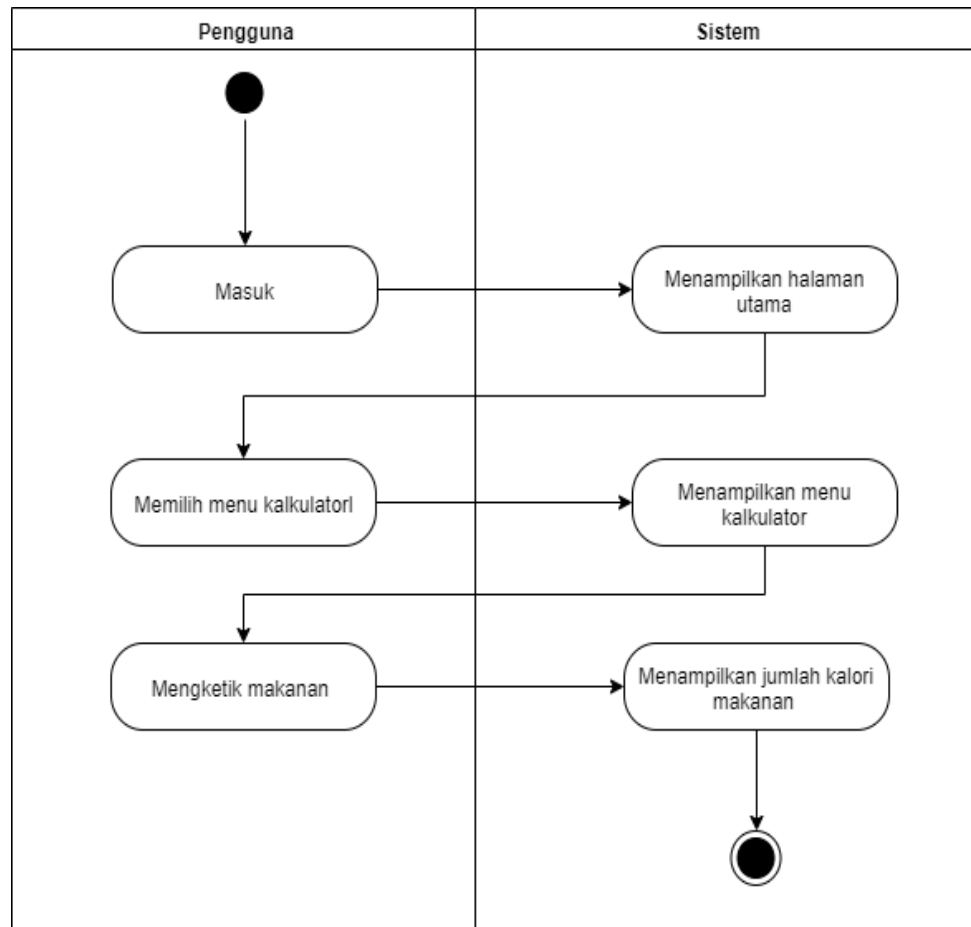 Pengguna
Sistem
Masuk
Menampilkan halaman
utama
Memilih menu kalkulatorl
Menampilkan menu
kalkulator
Mengketik makanan
Menampilkan jumlah kalori
makanan